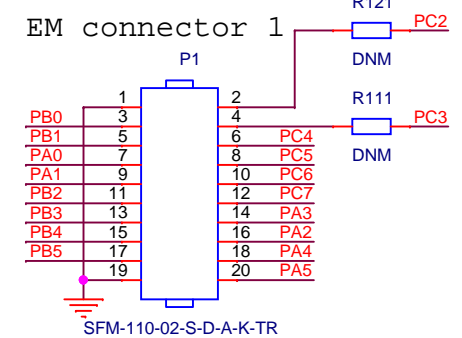 R121
EM connector 1
PC2
P1
DNM
R111
1 2
PB0 3 4 PC3
PB1 5 6 PC4
PA0 7 8 PC5
DNM
PA1 9 10 PC6
PB2 11 12 PC7
PB3 13 14 PA3
PB4 15 16 PA2
PB5 17 18 PA4
19 20 PA5
SFM-110-02-S-D-A-K-TR